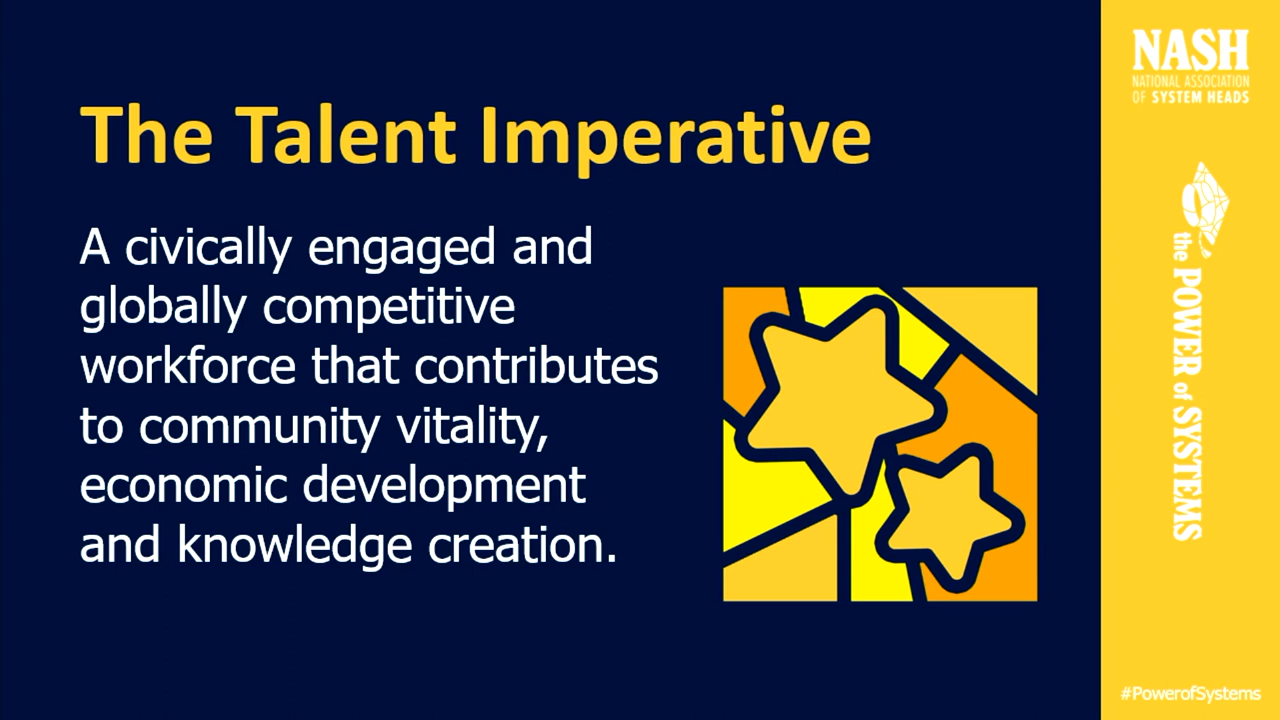 The Talent Imperative
A civically engaged and
globally competitive
workforce that contributes
to community vitality,
economic development
and knowledge creation.
NASH
NATIONAL ASSOCIATION
OF SYSTEM HEADS
the POWER of SYSTEMS
#PowerofSystems